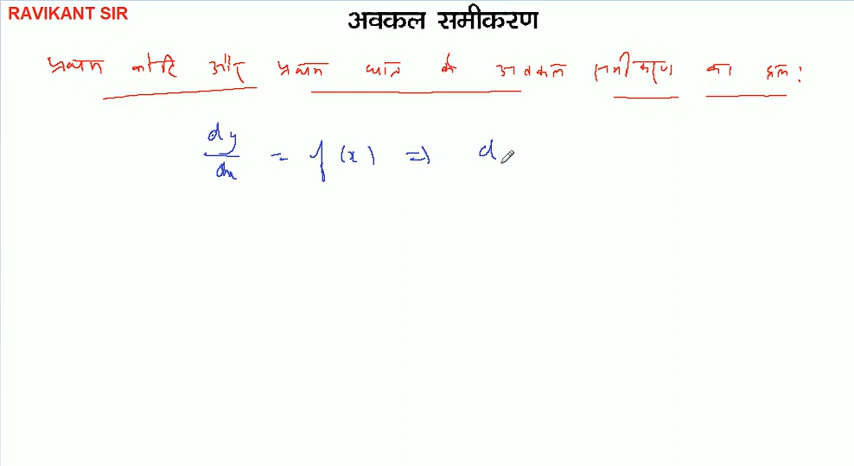 RAVIKANT SIR
अवकल समीकरण
प्रथम कोटि और प्रथम घात के अवकल समीकरण का हल :
dy/dx = f(x) ⇒ d